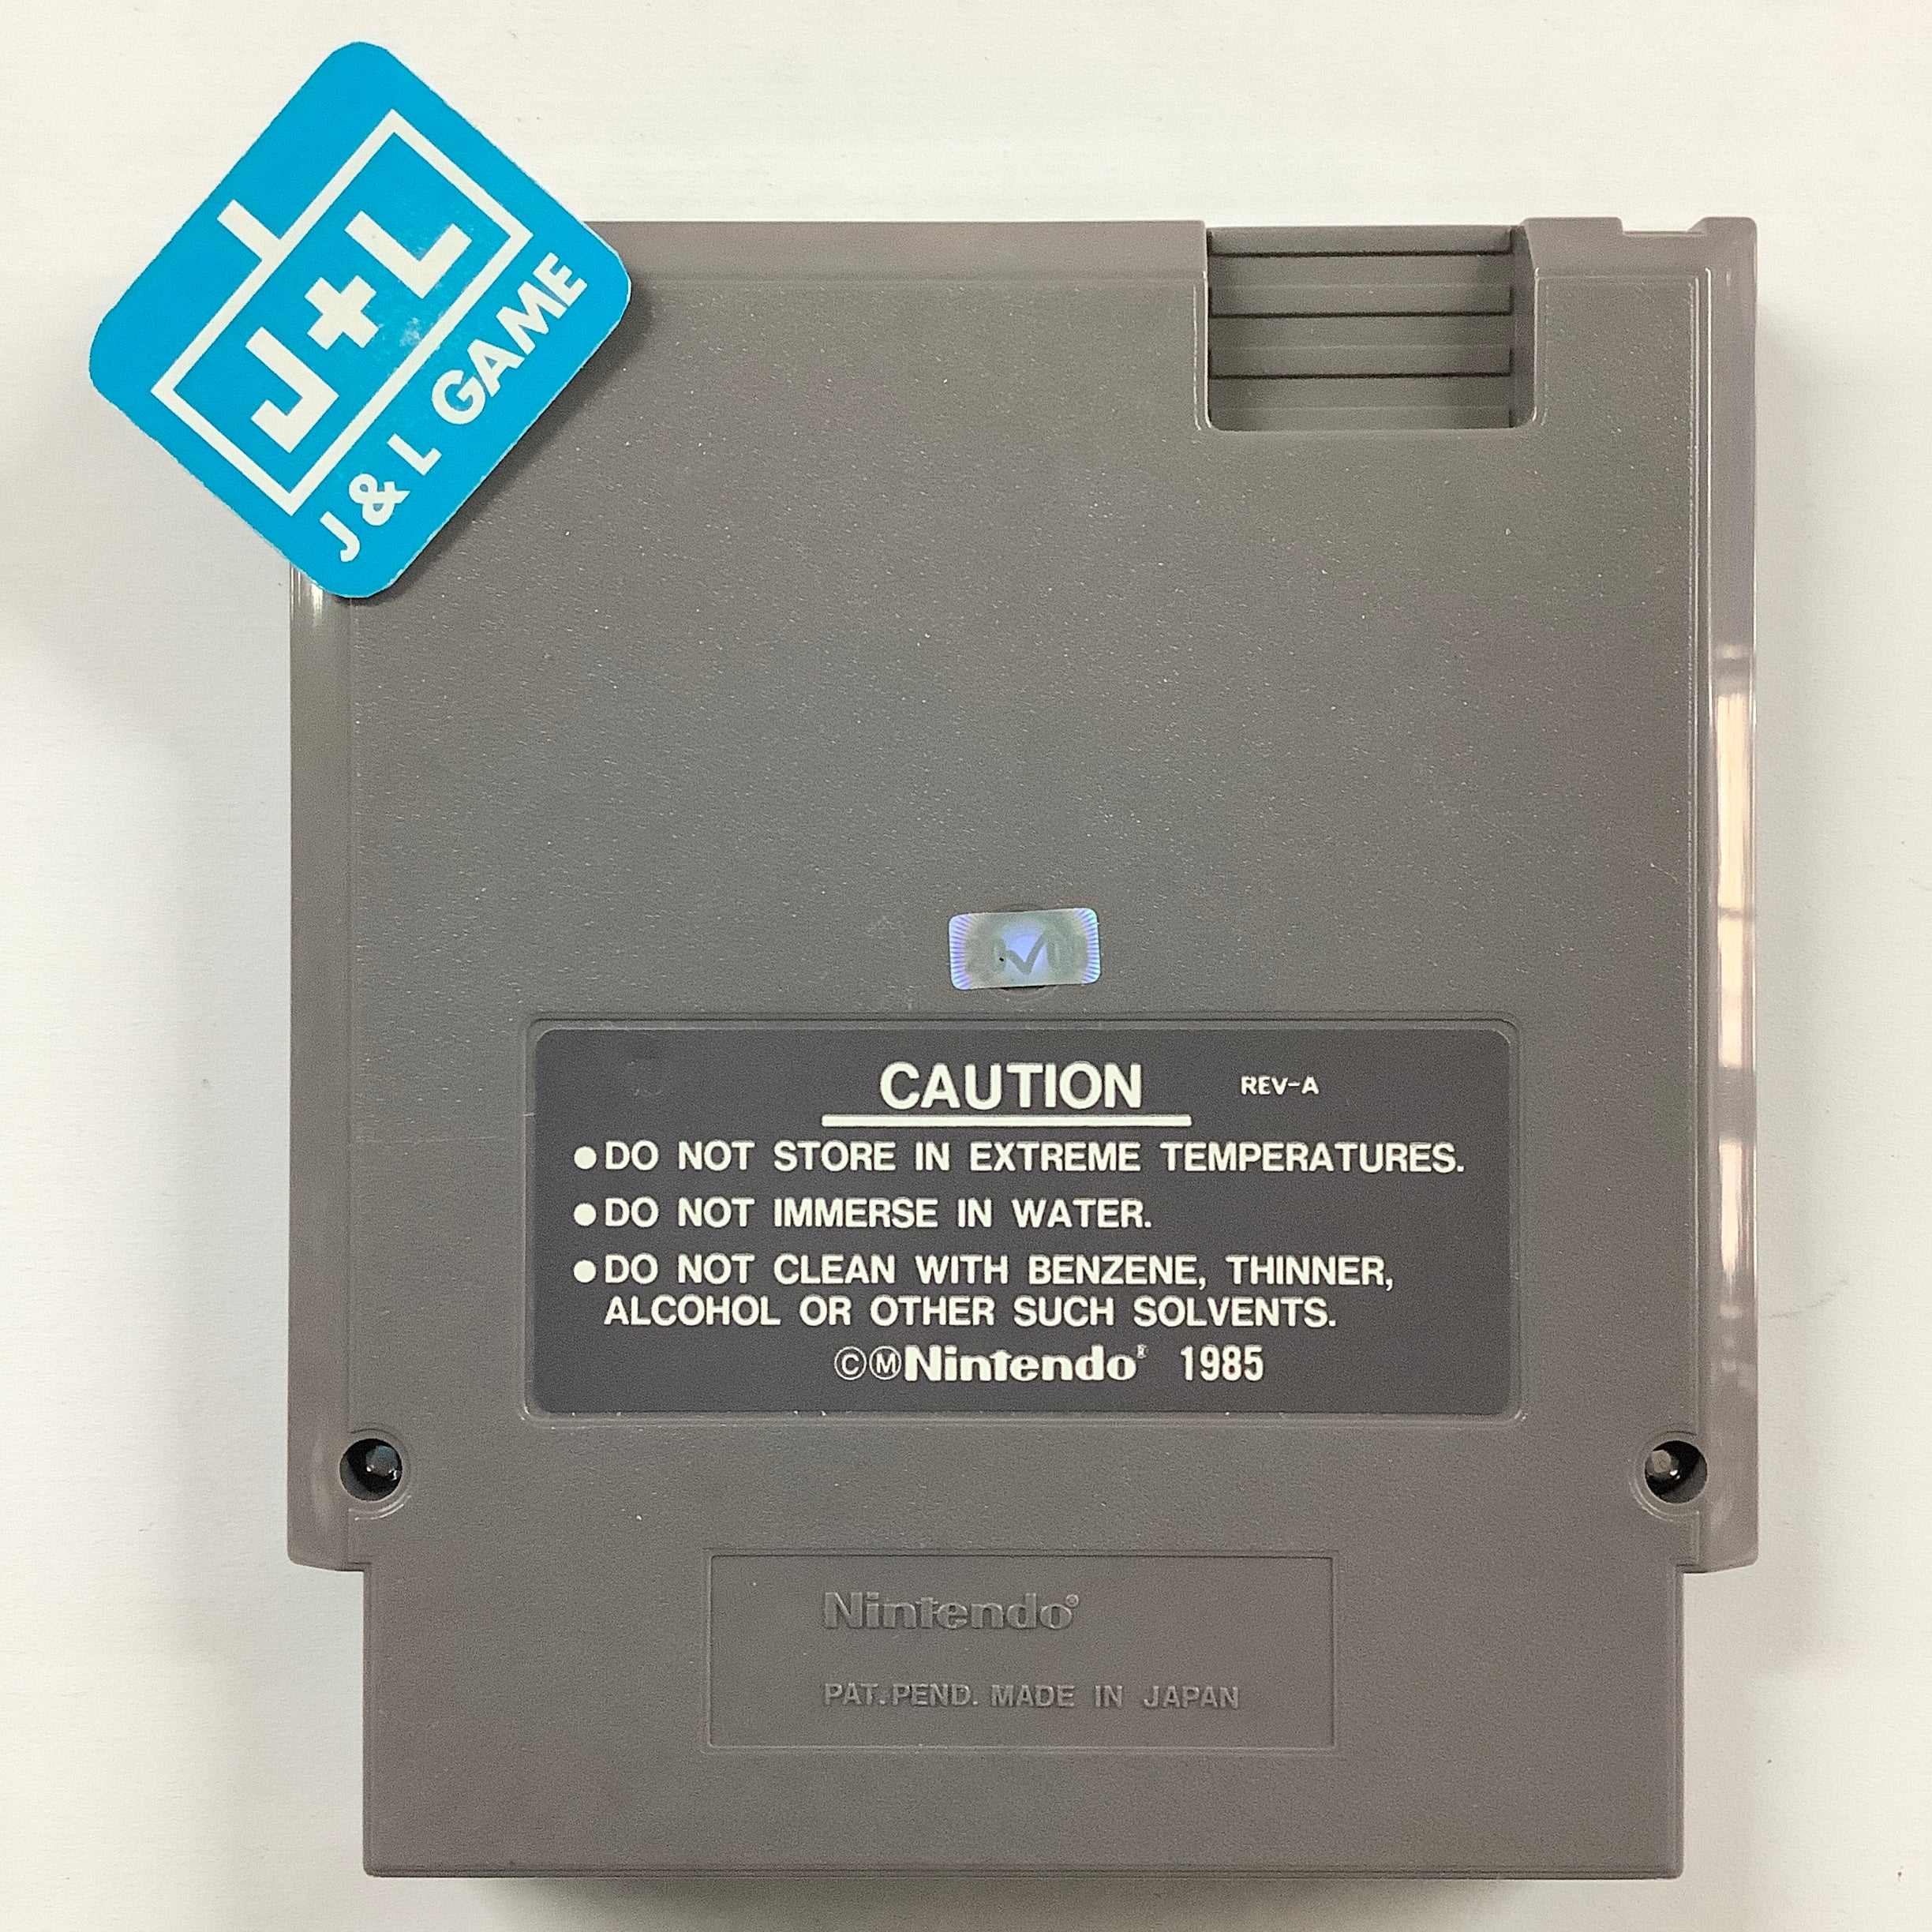 J+L
J & L GAME
CAUTION REV-A
●DO NOT STORE IN EXTREME TEMPERATURES.
●DO NOT IMMERSE IN WATER.
●DO NOT CLEAN WITH BENZENE, THINNER,
ALCOHOL OR OTHER SUCH SOLVENTS.
©ⓂNintendo® 1985
Nintendo®
PAT.PEND. MADE IN JAPAN